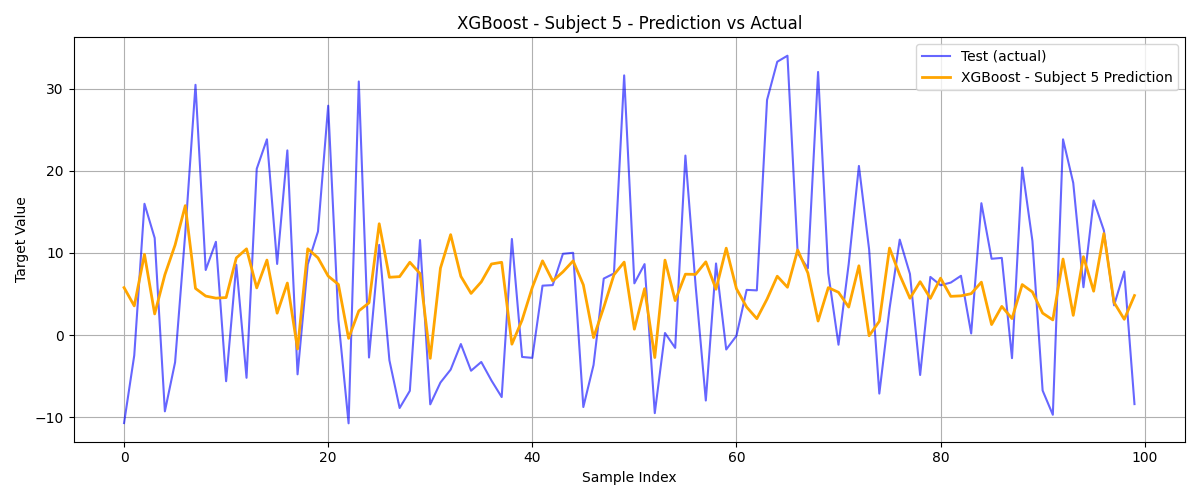 XGBoost - Subject 5 - Prediction vs Actual
Test (actual)
XGBoost - Subject 5 Prediction
Target Value
30
20
10
0
−10
0 20 40 60 80 100
Sample Index